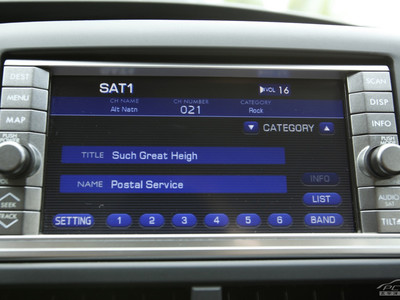 SAT1 VOL 16
CH NAME CH NUMBER CATEGORY
Alt Natn 021 Rock
CATEGORY
TITLE Such Great Heigh
NAME Postal Service
INFO
LIST
SETTING 1 2 3 4 5 6 BAND
DEST
MENU
MAP
PUSH
SEEK
TRACK
SCAN
DISP
INFO
PUSH
AUDIO
SAT
TILT